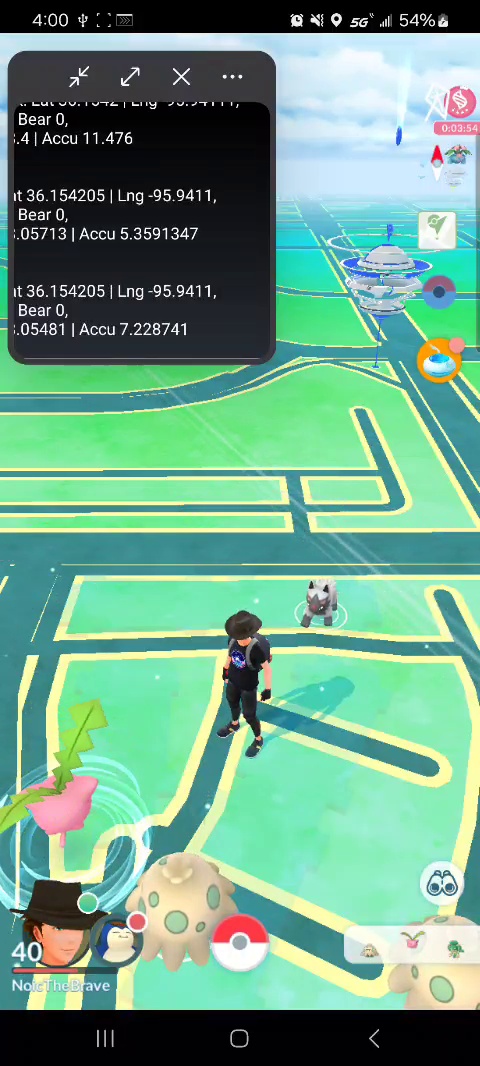 4:00
5G
54%
Bear 0,
.4 | Accu 11.476
at 36.154205 | Lng -95.9411,
Bear 0,
.05713 | Accu 5.3591347
at 36.154205 | Lng -95.9411,
Bear 0,
.05481 | Accu 7.228741
0:03:54
40
NoicTheBrave